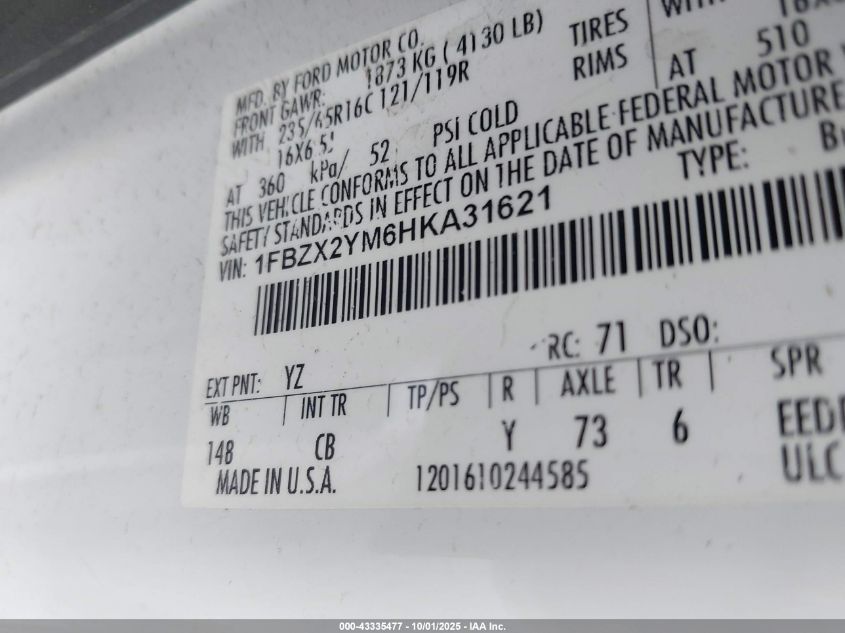 MFD. BY FORD MOTOR CO.
FRONT GAWR: 1873 KG ( 4130 LB)
WITH 235/65R16C 121/119R TIRES
16X6.5J RIMS
AT 360 kPa/ 52 PSI COLD
WITH
AT 510
THIS VEHICLE CONFORMS TO ALL APPLICABLE FEDERAL MOTOR
SAFETY STANDARDS IN EFFECT ON THE DATE OF MANUFACTURE
VIN: 1FBZX2YM6HKA31621
TYPE:
EXT PNT: YZ RC: 71 DSO:
WB | INT TR | TP/PS | R | AXLE | TR | SPR
148 CB Y 73 6
MADE IN U.S.A. 1201610244585
000-43335477 - 10/01/2025 - IAA Inc.